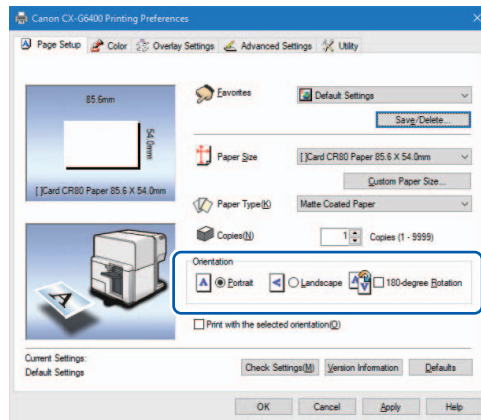 Canon CX-G6400 Printing Preferences
Page Setup Color Overlay Settings Advanced Settings Utility
85.6mm
54.0mm
[ ]Card CR80 Paper 85.6 X 54.0mm
Favorites Default Settings
Save/Delete...
Paper Size [ ]Card CR80 Paper 85.6 X 54.0mm
Custom Paper Size...
Paper Type(K) Matte Coated Paper
Copies(N) 1 Copies (1 - 9999)
Orientation
A Portrait A Landscape 180-degree Rotation
Print with the selected orientation(O)
Current Settings:
Default Settings
Check Settings(M) Version Information Defaults
OK Cancel Apply Help